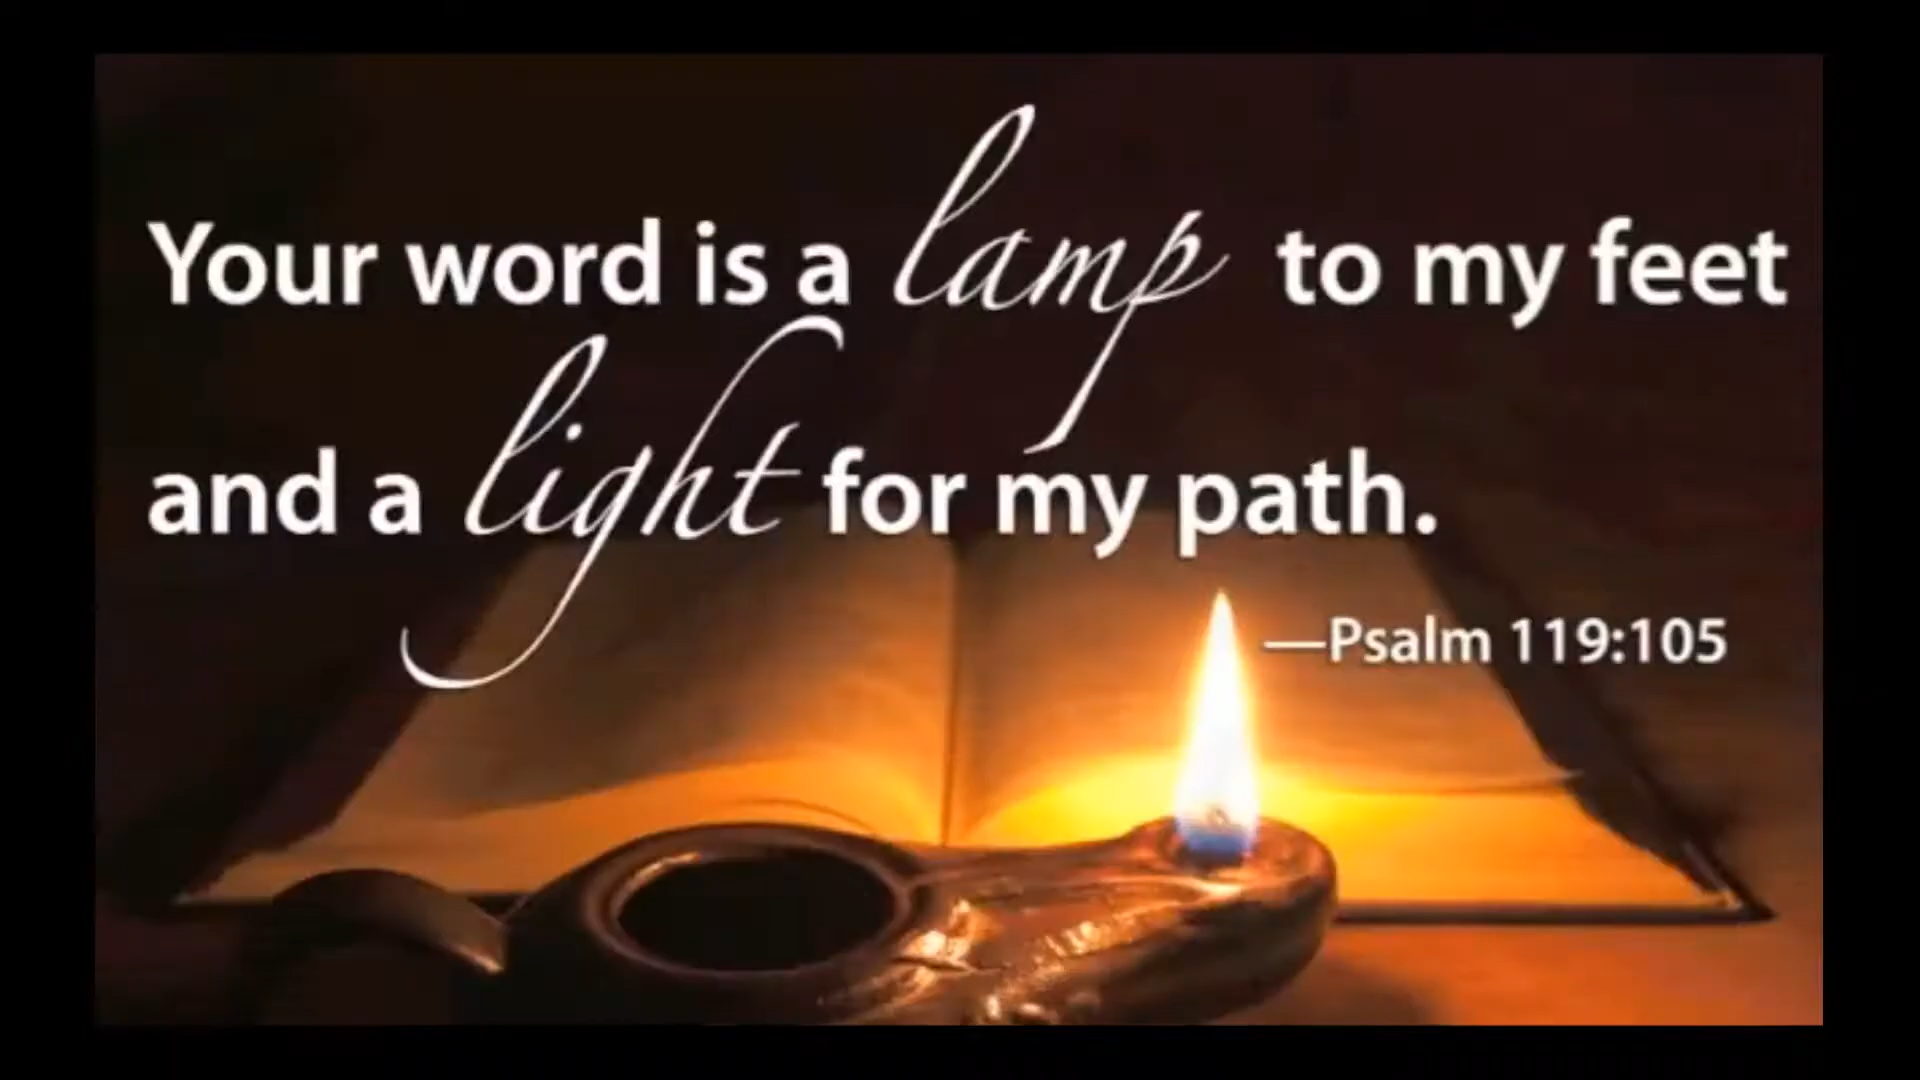 Your word is a lamp to my feet
and a light for my path.
—Psalm 119:105